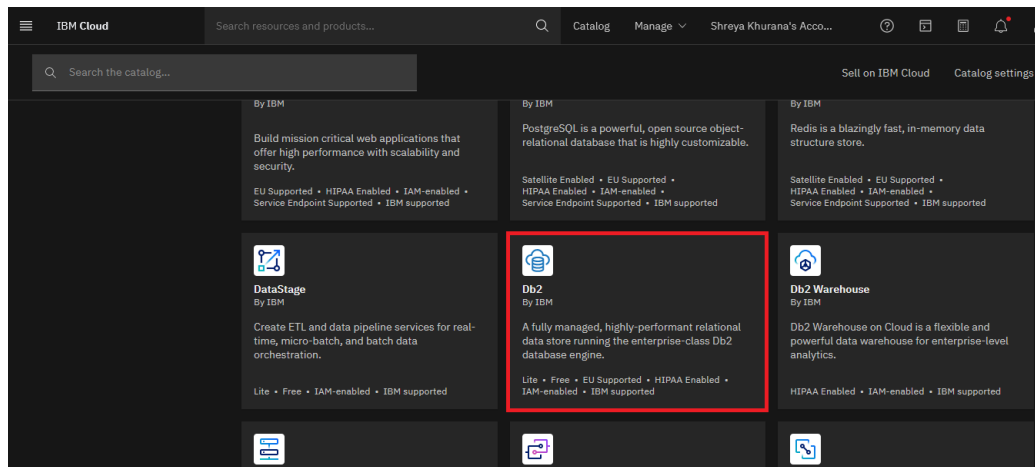 IBM Cloud
Search resources and products...
Catalog
Manage
Shreya Khurana's Acco...
Search the catalog...
Sell on IBM Cloud
Catalog settings
By IBM
Build mission critical web applications that
offer high performance with scalability and
security.
EU Supported • HIPAA Enabled • IAM-enabled •
Service Endpoint Supported • IBM supported
By IBM
PostgreSQL is a powerful, open source object-
relational database that is highly customizable.
Satellite Enabled • EU Supported •
HIPAA Enabled • IAM-enabled •
Service Endpoint Supported • IBM supported
By IBM
Redis is a blazingly fast, in-memory data
structure store.
Satellite Enabled • EU Supported •
HIPAA Enabled • IAM-enabled •
Service Endpoint Supported • IBM supported
DataStage
By IBM
Create ETL and data pipeline services for real-
time, micro-batch, and batch data
orchestration.
Lite • Free • IAM-enabled • IBM supported
Db2
By IBM
A fully managed, highly-performant relational
data store running the enterprise-class Db2
database engine.
Lite • Free • EU Supported • HIPAA Enabled •
IAM-enabled • IBM supported
Db2 Warehouse
By IBM
Db2 Warehouse on Cloud is a flexible and
powerful data warehouse for enterprise-level
analytics.
HIPAA Enabled • IAM-enabled • IBM supported